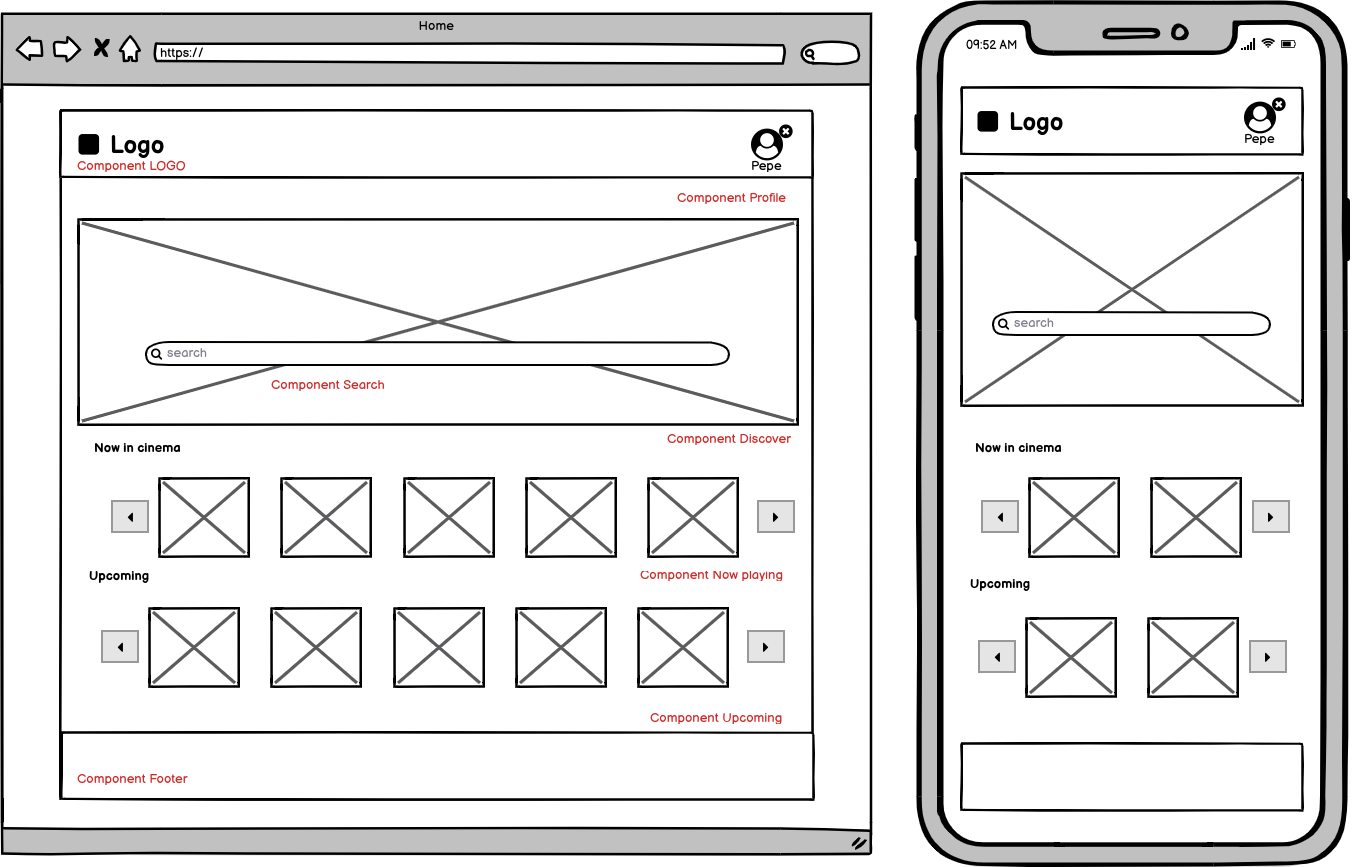 Home
https://
Logo
Component LOGO
Pepe
Component Profile
search
Component Search
Component Discover
Now in cinema
Upcoming
Component Now playing
Component Upcoming
Component Footer
09:52 AM
Logo
Pepe
search
Now in cinema
Upcoming